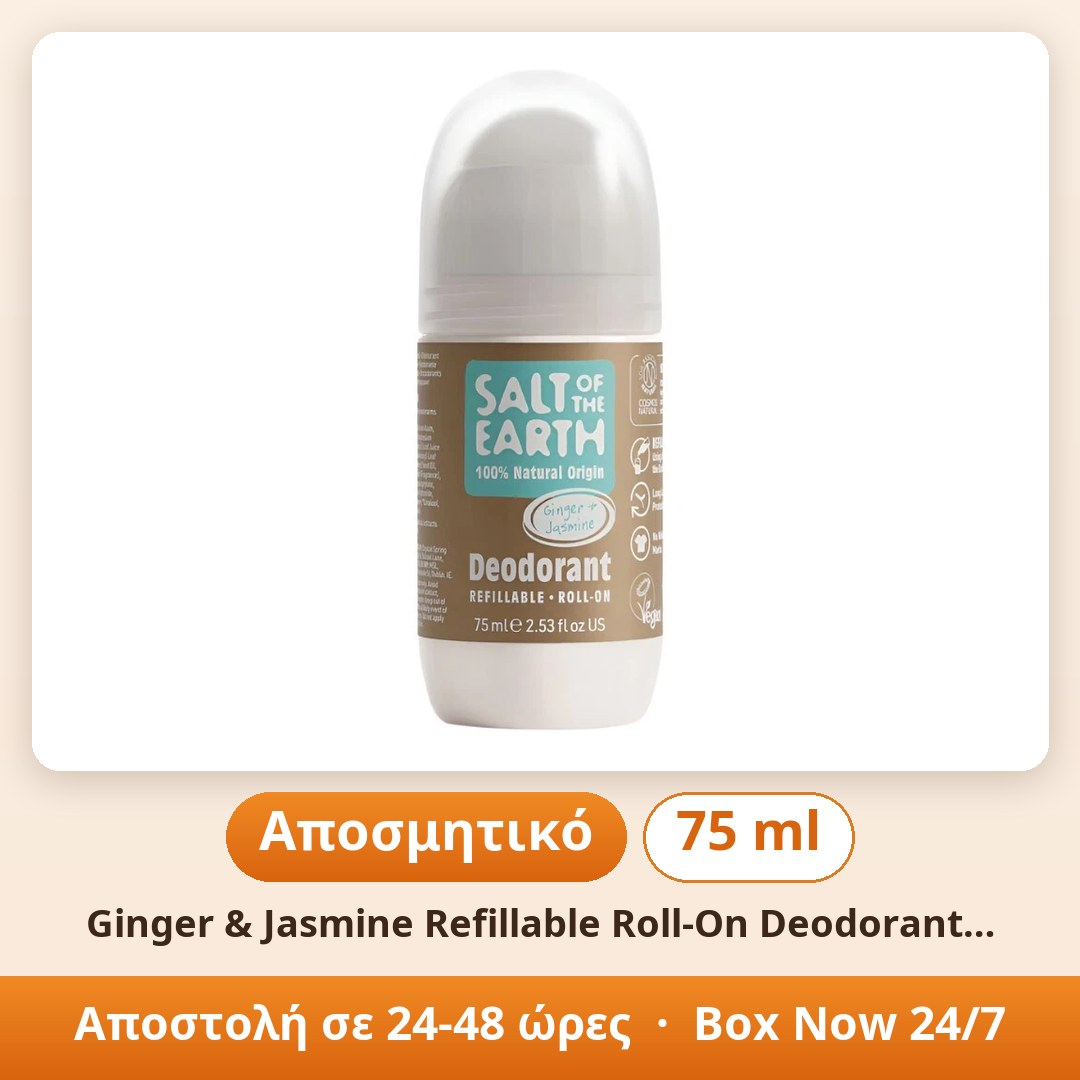 SALT OF THE
EARTH
100% Natural Origin
Ginger +
Jasmine
Deodorant
REFILLABLE • ROLL-ON
75 ml e 2.53 fl oz US
COSMOS
NATURAL
Vegan
Αποσμητικό
75 ml
Ginger & Jasmine Refillable Roll-On Deodorant...
Αποστολή σε 24-48 ώρες · Box Now 24/7